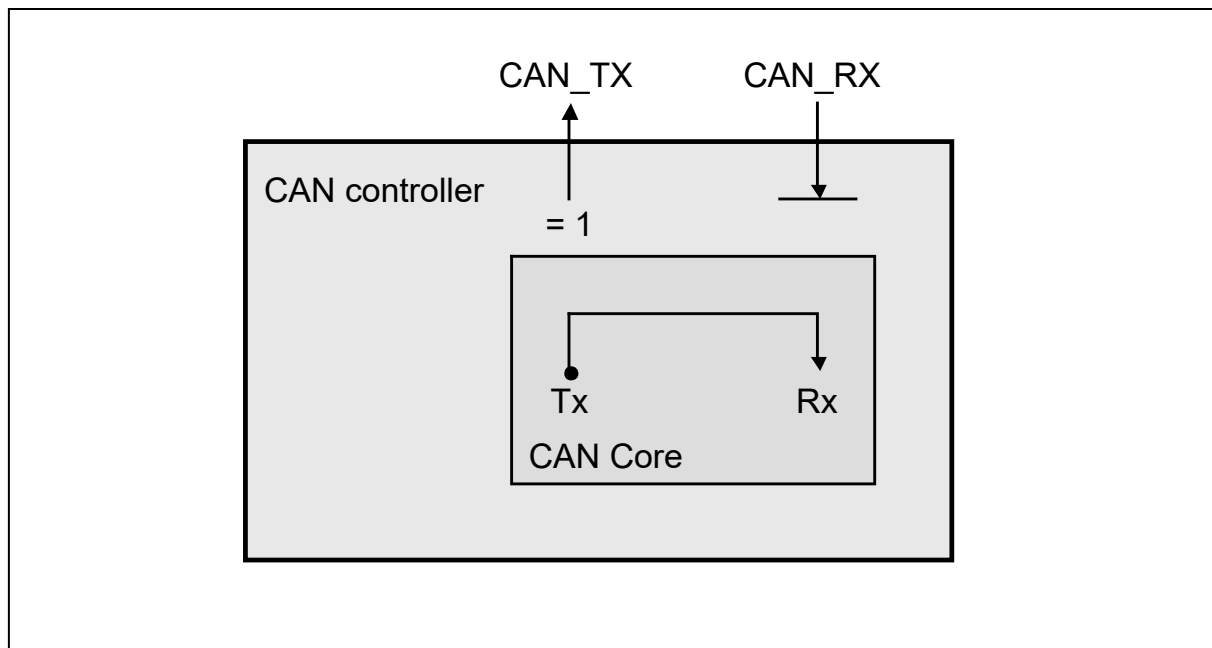 CAN_TX CAN_RX
CAN controller
= 1
Tx Rx
CAN Core